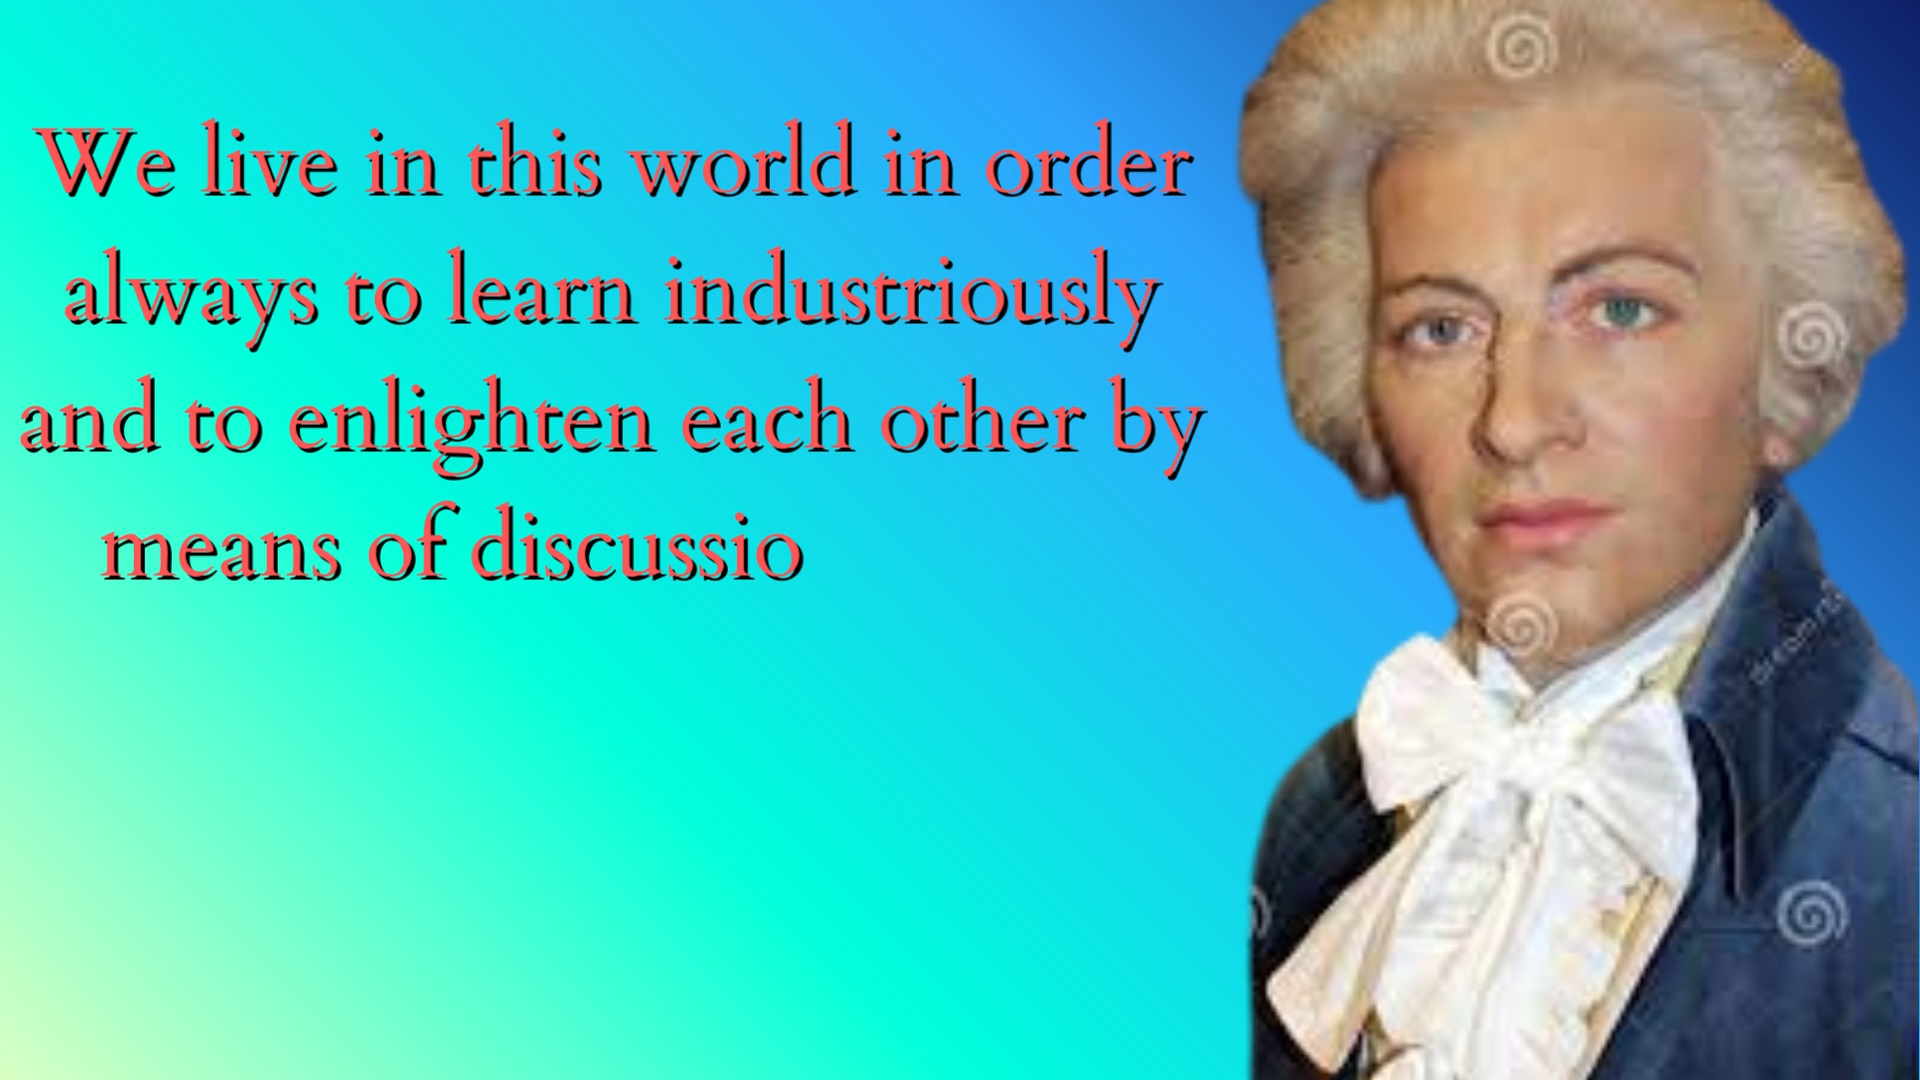 We live in this world in order
always to learn industriously
and to enlighten each other by
means of discussio